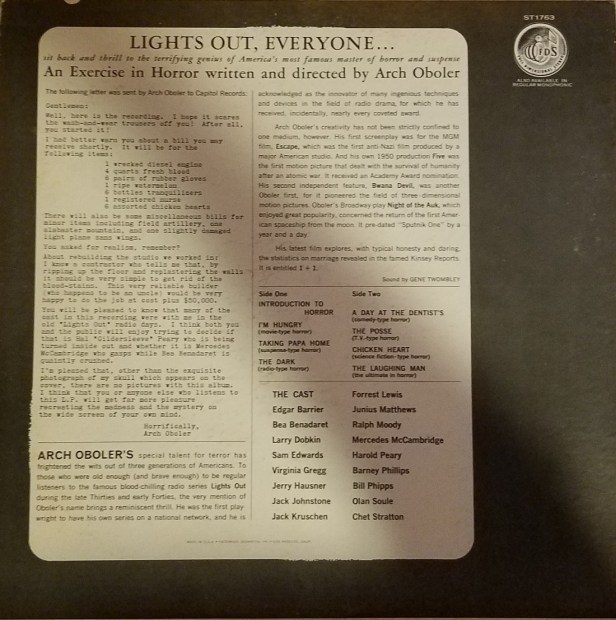 ST1763
FDS
ALSO AVAILABLE IN
REGULAR MONOPHONIC
LIGHTS OUT, EVERYONE...
sit back and thrill to the terrifying genius of America's most famous master of horror and suspense
An Exercise in Horror written and directed by Arch Oboler
The following letter was sent by Arch Oboler to Capitol Records:
Gentlemen:
Well, here is the recording. I hope it scares
the wash-and-wear trousers off you! After all,
you started it!
I had better warn you about a bill you may
receive shortly. It will be for the
following items:
1 wrecked diesel engine
4 quarts fresh blood
6 pairs of rubber gloves
1 ripe watermelon
6 bottles tranquilizers
1 registered nurse
6 assorted chicken hearts
There will also be some miscellaneous bills for
minor items including field artillery, one
alabaster mountain, and one slightly damaged
light plane sans wings.
You asked for realism, remember?
About rebuilding the studio we worked in:
I know a contractor who tells me that, by
ripping up the floor and replastering the walls
it should be very simple to get rid of the
blood-stains. This very reliable builder
(who happens to be my uncle) would be very
happy to do the job at cost plus $50,000.
You will be pleased to know that many of the
cast in this recording were with me in the
old "Lights Out" radio days. I think both you
and the public will enjoy trying to decide if
that is Hal "Gildersleeve" Peary who is being
turned inside out and whether it is Mercedes
McCambridge who gasps while Bea Benadaret is
quietly crushed.
I'm pleased that, other than the exquisite
photograph of my skull which appears on the
cover, there are no pictures with this album.
I think that you or anyone else who listens to
this L.P. will get far more pleasure
recreating the madness and the mystery on
the wide screen of your own mind.
Horrifically,
Arch Oboler
ARCH OBOLER'S special talent for terror has
frightened the wits out of three generations of Americans. To
those who were old enough (and brave enough) to be regular
listeners to the famous blood-chilling radio series Lights Out
during the late Thirties and early Forties, the very mention of
Oboler's name brings a reminiscent thrill. He was the first play
wright to have his own series on a national network, and he is
acknowledged as the innovator of many ingenious techniques
and devices in the field of radio drama, for which he has
received, incidentally, nearly every coveted award.
Arch Oboler's creativity has not been strictly confined to
one medium, however. His first screenplay was for the MGM
film, Escape, which was the first anti-Nazi film produced by a
major American studio. And his own 1950 production Five was
the first motion picture that dealt with the survival of humanity
after an atomic war. It received an Academy Award nomination.
His second independent feature, Bwana Devil, was another
Oboler first, for it pioneered the field of three dimensional
motion pictures. Oboler's Broadway play Night of the Auk, which
enjoyed great popularity, concerned the return of the first Amer-
ican spaceship from the moon. It pre-dated "Sputnik One" by a
year and a day.
His latest film explores, with typical honesty and daring,
the statistics on marriage revealed in the famed Kinsey Reports.
It is entitled 1 + 1.
Sound by GENE TWOMBLEY
Side One
INTRODUCTION TO
HORROR
I'M HUNGRY
(movie-type horror)
TAKING PAPA HOME
(suspense-type horror)
THE DARK
(radio-type horror)
Side Two
A DAY AT THE DENTIST'S
(comedy-type horror)
THE POSSE
(T.V.-type horror)
CHICKEN HEART
(science fiction-type horror)
THE LAUGHING MAN
(the ultimate in horror)
THE CAST
Edgar Barrier
Bea Benadaret
Larry Dobkin
Sam Edwards
Virginia Gregg
Jerry Hausner
Jack Johnstone
Jack Kruschen
Forrest Lewis
Junius Matthews
Ralph Moody
Mercedes McCambridge
Harold Peary
Barney Phillips
Bill Phipps
Olan Soule
Chet Stratton